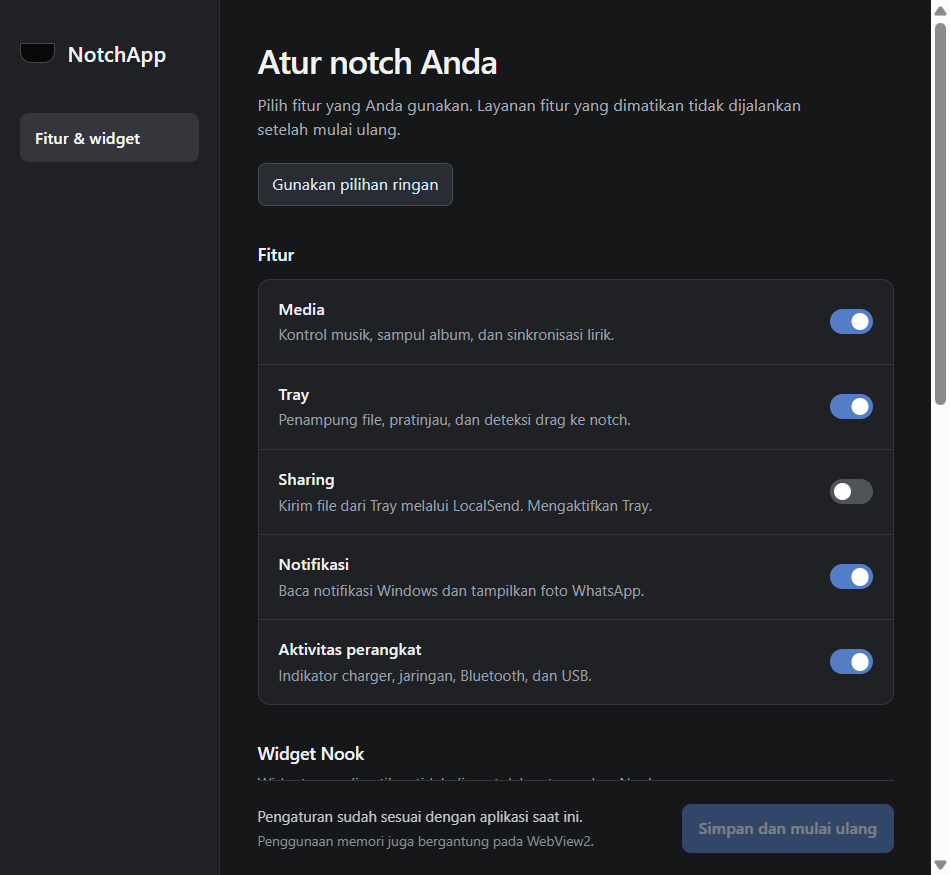 NotchApp
Fitur & widget
Atur notch Anda
Pilih fitur yang Anda gunakan. Layanan fitur yang dimatikan tidak dijalankan
setelah mulai ulang.
Gunakan pilihan ringan
Fitur
Media
Kontrol musik, sampul album, dan sinkronisasi lirik.
Tray
Penampung file, pratinjau, dan deteksi drag ke notch.
Sharing
Kirim file dari Tray melalui LocalSend. Mengaktifkan Tray.
Notifikasi
Baca notifikasi Windows dan tampilkan foto WhatsApp.
Aktivitas perangkat
Indikator charger, jaringan, Bluetooth, dan USB.
Widget Nook
Pengaturan sudah sesuai dengan aplikasi saat ini.
Penggunaan memori juga bergantung pada WebView2.
Simpan dan mulai ulang